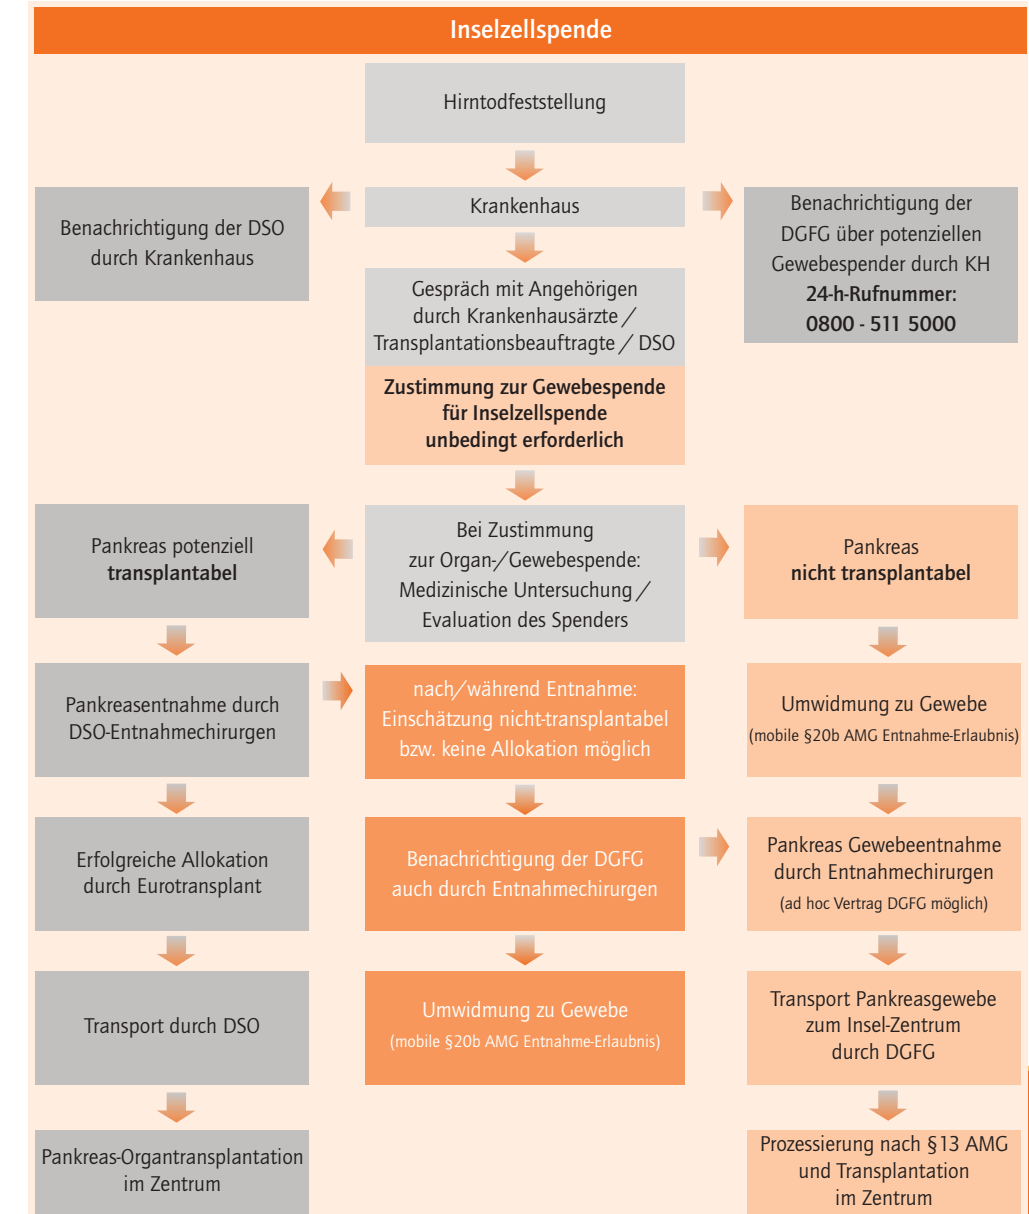 Inselzellspende
Hirntodfeststellung
Benachrichtigung der DSO
durch Krankenhaus
Krankenhaus
Benachrichtigung der
DGFG über potenziellen
Gewebespender durch KH
24-h-Rufnummer:
0800 - 511 5000
Gespräch mit Angehörigen
durch Krankenhausärzte /
Transplantationsbeauftragte / DSO
Zustimmung zur Gewebespende
für Inselzellspende
unbedingt erforderlich
Pankreas potenziell
transplantabel
Bei Zustimmung
zur Organ-/Gewebespende:
Medizinische Untersuchung /
Evaluation des Spenders
Pankreas
nicht transplantabel
Pankreasentnahme durch
DSO-Entnahmechirurgen
nach/während Entnahme:
Einschätzung nicht-transplantabel
bzw. keine Allokation möglich
Umwidmung zu Gewebe
(mobile §20b AMG Entnahme-Erlaubnis)
Erfolgreiche Allokation
durch Eurotransplant
Benachrichtigung der DGFG
auch durch Entnahmechirurgen
Pankreas Gewebeentnahme
durch Entnahmechirurgen
(ad hoc Vertrag DGFG möglich)
Transport durch DSO
Umwidmung zu Gewebe
(mobile §20b AMG Entnahme-Erlaubnis)
Transport Pankreasgewebe
zum Insel-Zentrum
durch DGFG
Pankreas-Organtransplantation
im Zentrum
Prozessierung nach §13 AMG
und Transplantation
im Zentrum